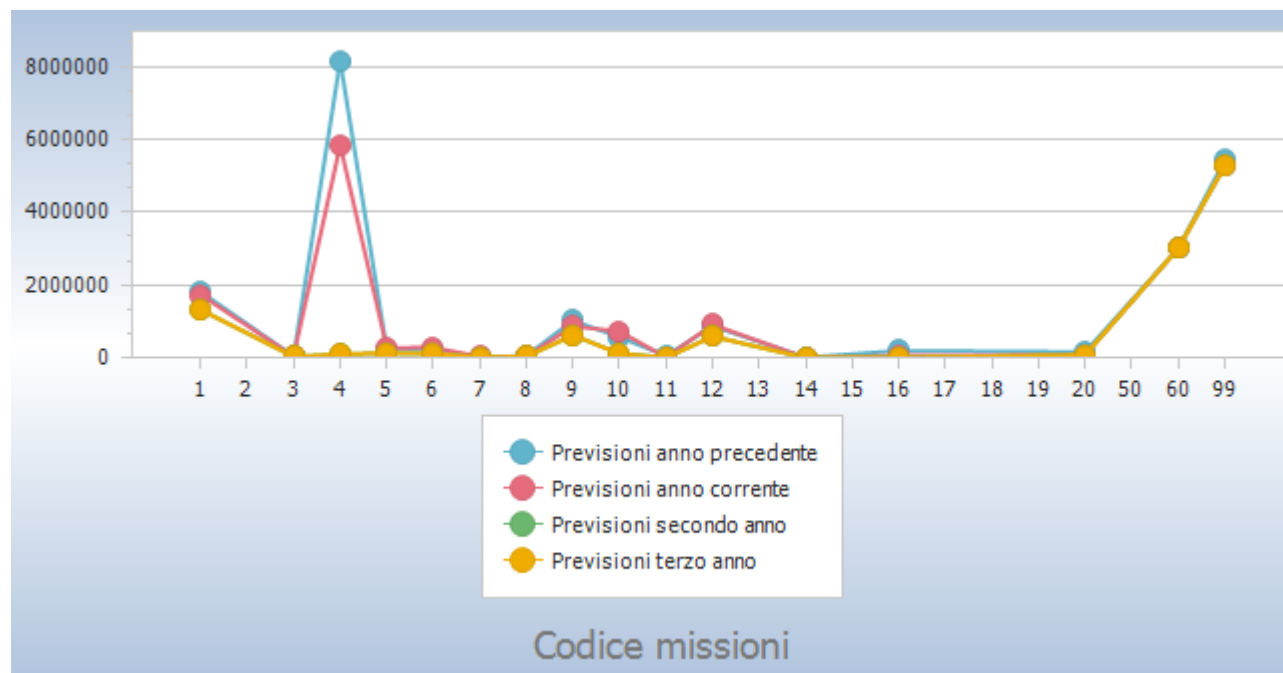 8000000
6000000
4000000
2000000
0
1 2 3 4 5 6 7 8 9 10 11 12 13 14 15 16 17 18 19 20 50 60 99
Previsioni anno precedente
Previsioni anno corrente
Previsioni secondo anno
Previsioni terzo anno
Codice missioni